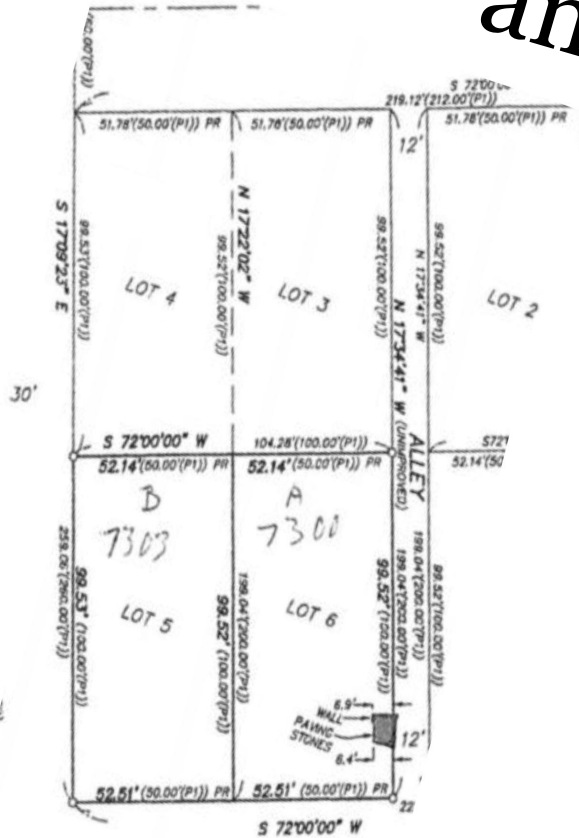 an
160.00'(P1))
S 72°00'
219.12'(212.00'(P1))
51.78'(50.00'(P1)) PR
51.78'(50.00'(P1)) PR
51.78'(50.00'(P1)) PR
12'
S 17°09'23" E
99.53'(100.00'(P1))
LOT 4
99.52'(100.00'(P1))
N 17°22'02" W
LOT 3
99.52'(100.00'(P1))
N 17°34'41" W (UNIMPROVED)
ALLEY
N 17°34'41" W
99.52'(100.00'(P1))
LOT 2
30'
S 72°00'00" W
104.28'(100.00'(P1))
S72°
52.14'(50.00'(P1)) PR
52.14'(50.00'(P1)) PR
52.14'(50
B
7303
A
7300
259.06'(260.00'(P1))
99.53' (100.00'(P1))
LOT 5
99.52' (100.00'(P1))
199.04'(200.00'(P1))
LOT 6
99.52' (100.00'(P1))
199.04'(200.00'(P1))
199.04'(200.00'(P1))
99.52'(100.00'(P1))
6.9'
WALL
PAVING
STONES
6.4'
12'
52.51' (50.00'(P1)) PR
52.51' (50.00'(P1)) PR
22
S 72°00'00" W